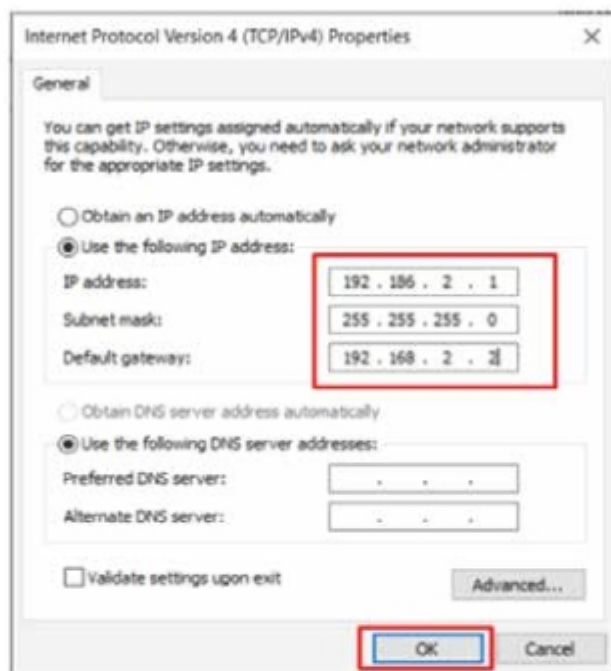 Internet Protocol Version 4 (TCP/IPv4) Properties
General
You can get IP settings assigned automatically if your network supports
this capability. Otherwise, you need to ask your network administrator
for the appropriate IP settings.
Obtain an IP address automatically
Use the following IP address:
IP address: 192 . 186 . 2 . 1
Subnet mask: 255 . 255 . 255 . 0
Default gateway: 192 . 168 . 2 . 2
Obtain DNS server address automatically
Use the following DNS server addresses:
Preferred DNS server: . . .
Alternate DNS server: . . .
Validate settings upon exit
Advanced...
OK Cancel